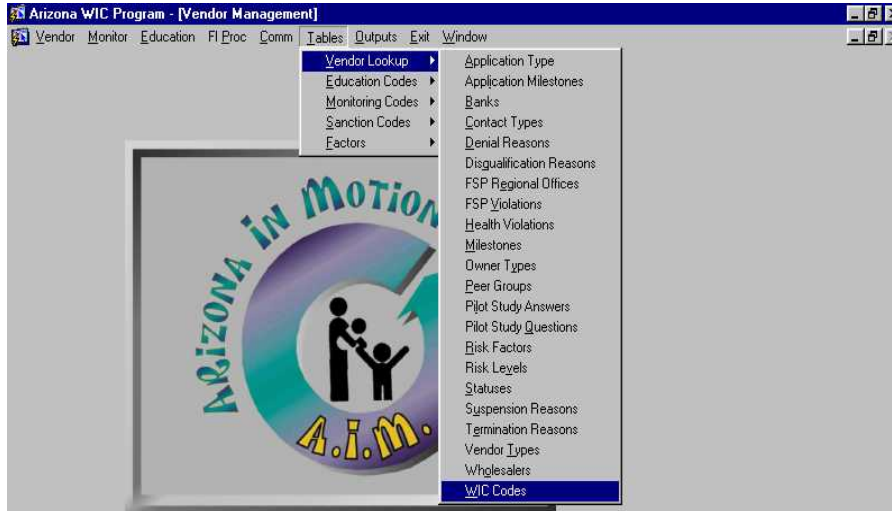 Arizona WIC Program - [Vendor Management]
Vendor Monitor Education FI Proc Comm Tables Outputs Exit Window
Vendor Lookup
Education Codes
Monitoring Codes
Sanction Codes
Factors
Application Type
Application Milestones
Banks
Contact Types
Denial Reasons
Disqualification Reasons
FSP Regional Offices
FSP Violations
Health Violations
Milestones
Owner Types
Peer Groups
Pilot Study Answers
Pilot Study Questions
Risk Factors
Risk Levels
Statuses
Suspension Reasons
Termination Reasons
Vendor Types
Wholesalers
WIC Codes
ARiZONA iN MOTiON
A.i.M.